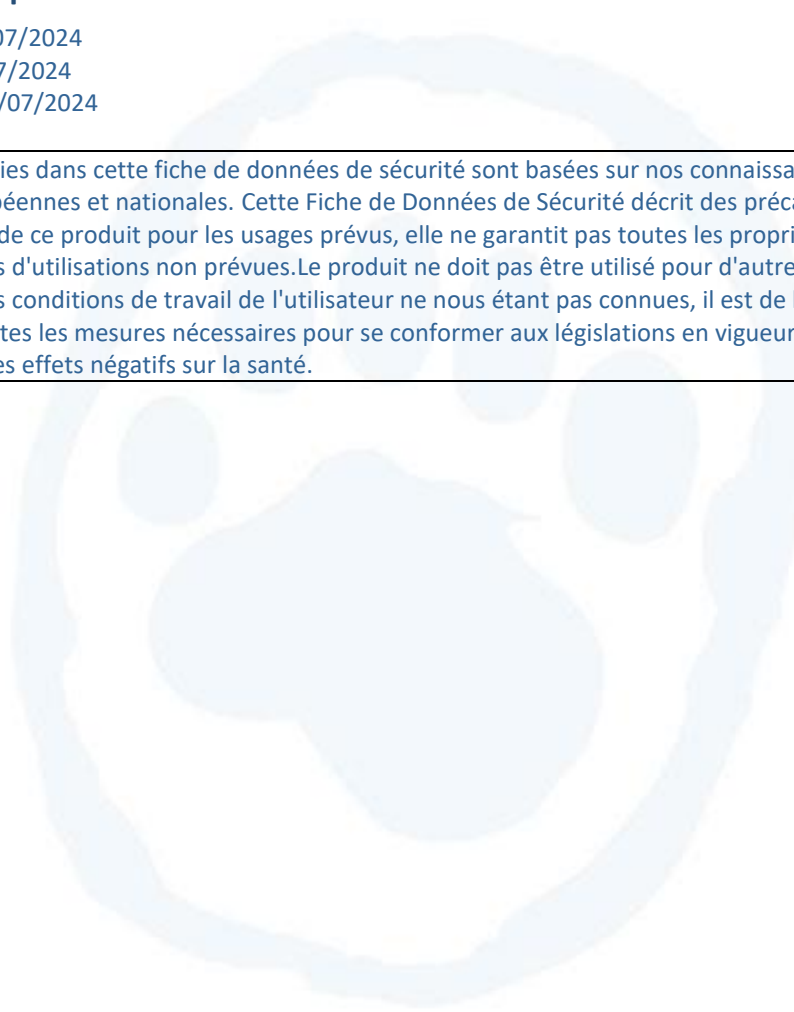 07/2024
7/2024
/07/2024
ies dans cette fiche de données de sécurité sont basées sur nos connaissa
péennes et nationales. Cette Fiche de Données de Sécurité décrit des préca
de ce produit pour les usages prévus, elle ne garantit pas toutes les propri
s d'utilisations non prévues.Le produit ne doit pas être utilisé pour d'autre
s conditions de travail de l'utilisateur ne nous étant pas connues, il est de
tes les mesures nécessaires pour se conformer aux législations en vigueur
es effets négatifs sur la santé.